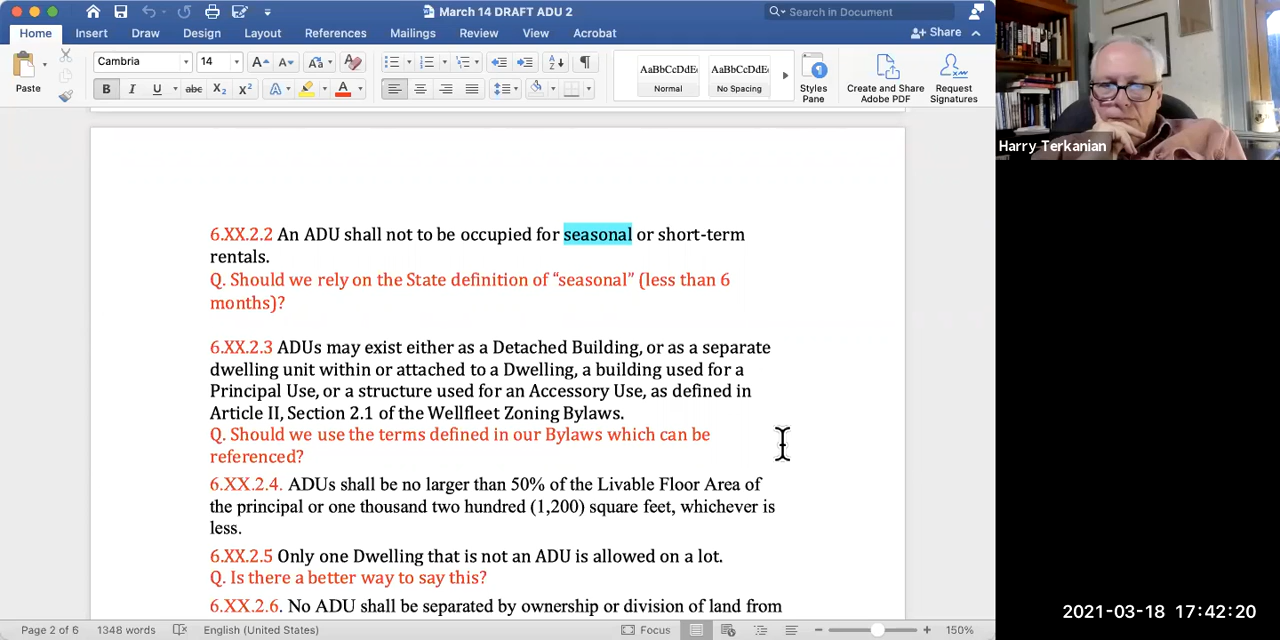 March 14 DRAFT ADU 2
Search in Document
Home Insert Draw Design Layout References Mailings Review View Acrobat
Share
Paste
Cambria 14
AaBbCcDdE AaBbCcDdE
Normal No Spacing
Styles Pane
Create and Share Adobe PDF
Request Signatures
Harry Terkanian
6.XX.2.2 An ADU shall not to be occupied for seasonal or short-term
rentals.
Q. Should we rely on the State definition of “seasonal” (less than 6
months)?
6.XX.2.3 ADUs may exist either as a Detached Building, or as a separate
dwelling unit within or attached to a Dwelling, a building used for a
Principal Use, or a structure used for an Accessory Use, as defined in
Article II, Section 2.1 of the Wellfleet Zoning Bylaws.
Q. Should we use the terms defined in our Bylaws which can be
referenced?
6.XX.2.4. ADUs shall be no larger than 50% of the Livable Floor Area of
the principal or one thousand two hundred (1,200) square feet, whichever is
less.
6.XX.2.5 Only one Dwelling that is not an ADU is allowed on a lot.
Q. Is there a better way to say this?
6.XX.2.6. No ADU shall be separated by ownership or division of land from
Page 2 of 6 1348 words English (United States) Focus 150%
2021-03-18 17:42:20